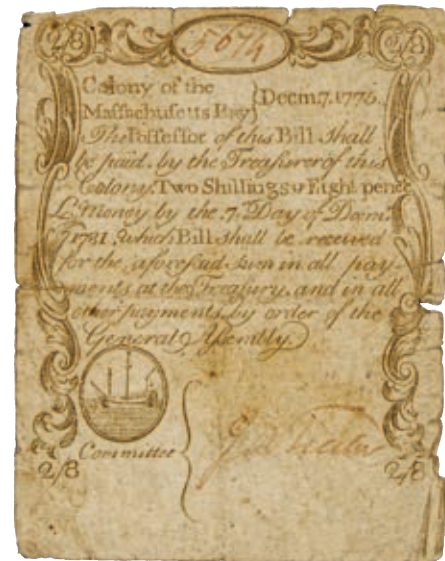 2/8 5674 2/8
Colony of the
Massachusetts Bay } Decm. 7. 1775.
The Possessor of this Bill shall
be paid by the Treasurer of this
Colony, Two Shillings & Eight pence
L. Money by the 7. Day of Decm.
1781, which Bill shall be received
for the aforesaid sum in all pay-
ments at the Treasury, and in all
other payments by order of the
General Assembly.
Committee
2/8 2/8